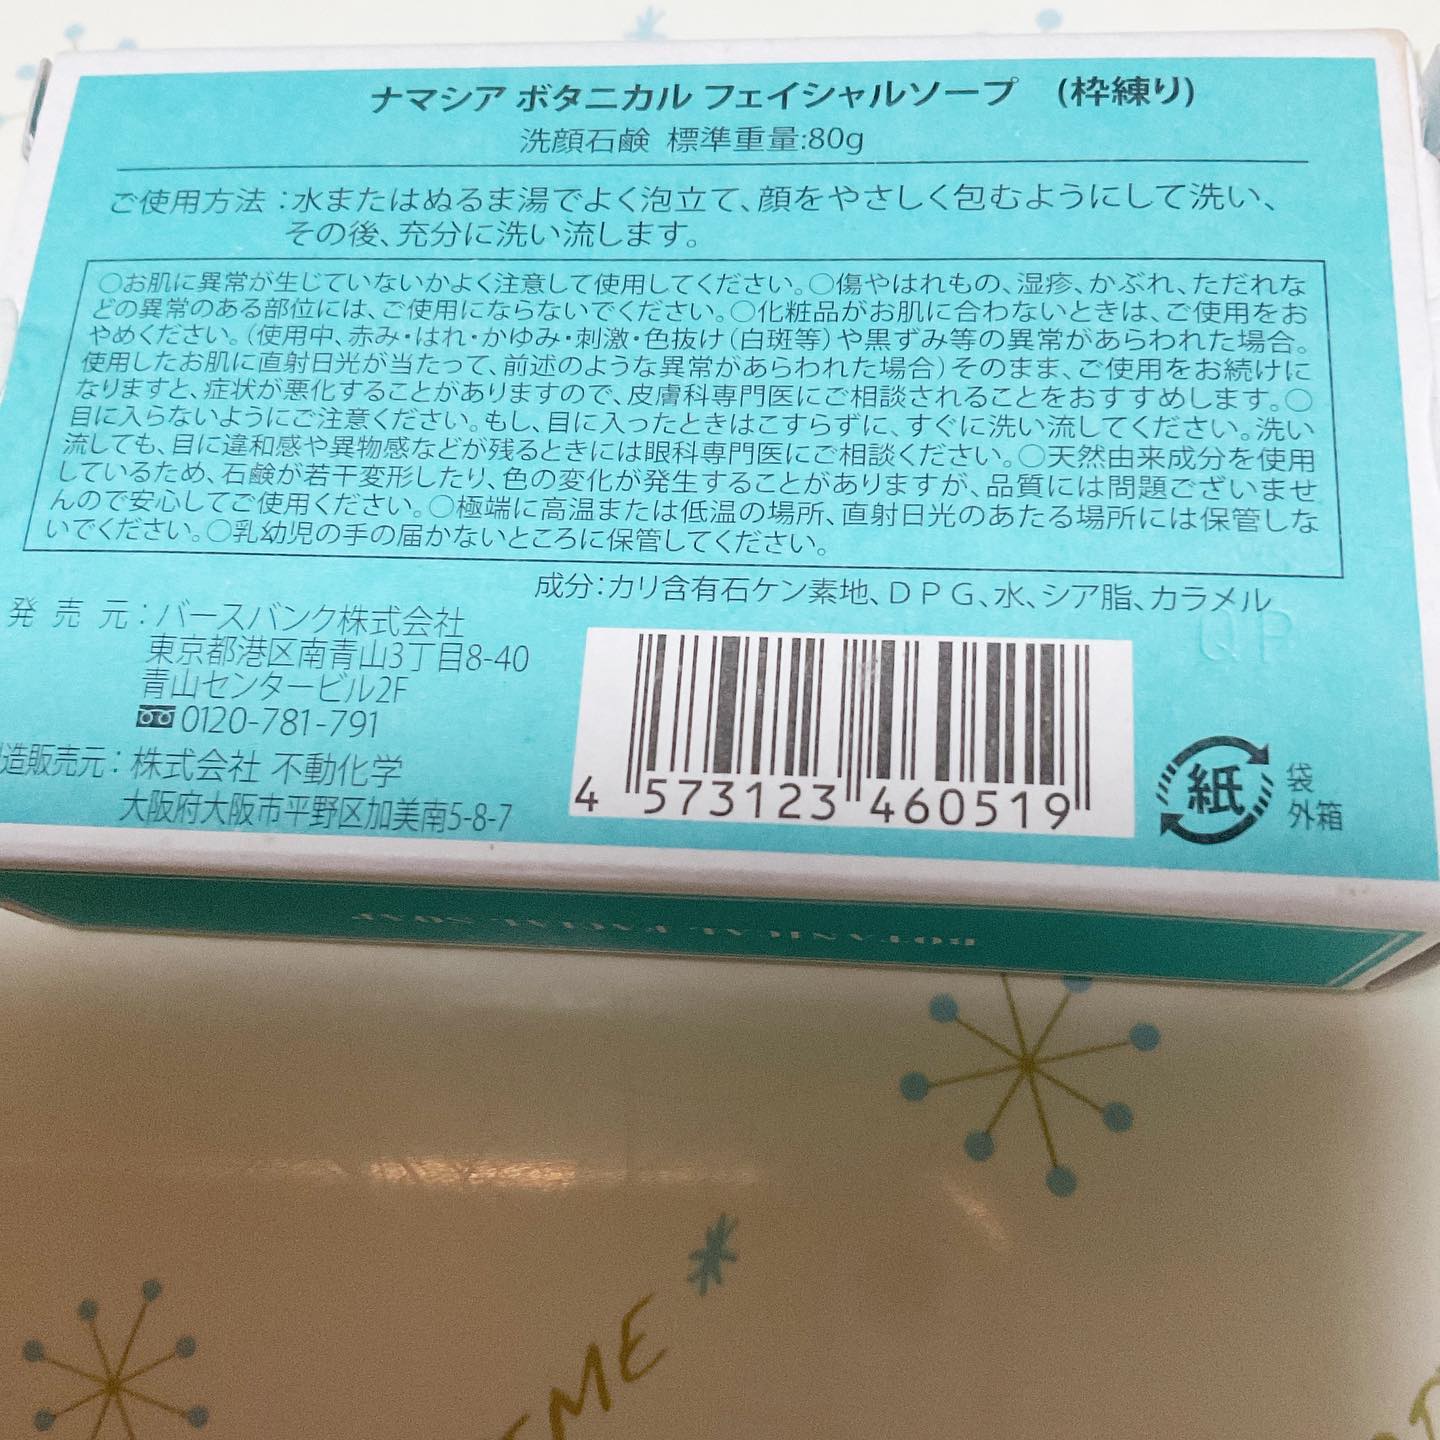 ナマシア ボタニカル フェイシャルソープ (枠練り)
洗顔石鹸 標準重量:80g
ご使用方法:水またはぬるま湯でよく泡立て、顔をやさしく包むようにして洗い、
その後、充分に洗い流します。
○お肌に異常が生じていないかよく注意して使用してください。○傷やはれもの、湿疹、かぶれ、ただれな
どの異常のある部位には、ご使用にならないでください。○化粧品がお肌に合わないときは、ご使用をお
やめください。(使用中、赤み・はれ・かゆみ・刺激・色抜け(白斑等)や黒ずみ等の異常があらわれた場合。
使用したお肌に直射日光が当たって、前述のような異常があらわれた場合)そのまま、ご使用をお続けに
なりますと、症状が悪化することがありますので、皮膚科専門医にご相談されることをおすすめします。○
目に入らないようにご注意ください。もし、目に入ったときはこすらずに、すぐに洗い流してください。洗い
流しても、目に違和感や異物感などが残るときには眼科専門医にご相談ください。○天然由来成分を使用
しているため、石鹸が若干変形したり、色の変化が発生することがありますが、品質には問題ございませ
んので安心してご使用ください。○極端に高温または低温の場所、直射日光のあたる場所には保管しな
いでください。○乳幼児の手の届かないところに保管してください。
成分:カリ含有石ケン素地、DPG、水、シア脂、カラメル
QP
発売元:バースバンク株式会社
東京都港区南青山3丁目8-40
青山センタービル2F
0120-781-791
造販売元:株式会社 不動化学
大阪府大阪市平野区加美南5-8-7
4 573123 460519
紙
袋
外箱
BOTANICAL FACIAL SOAP
ME